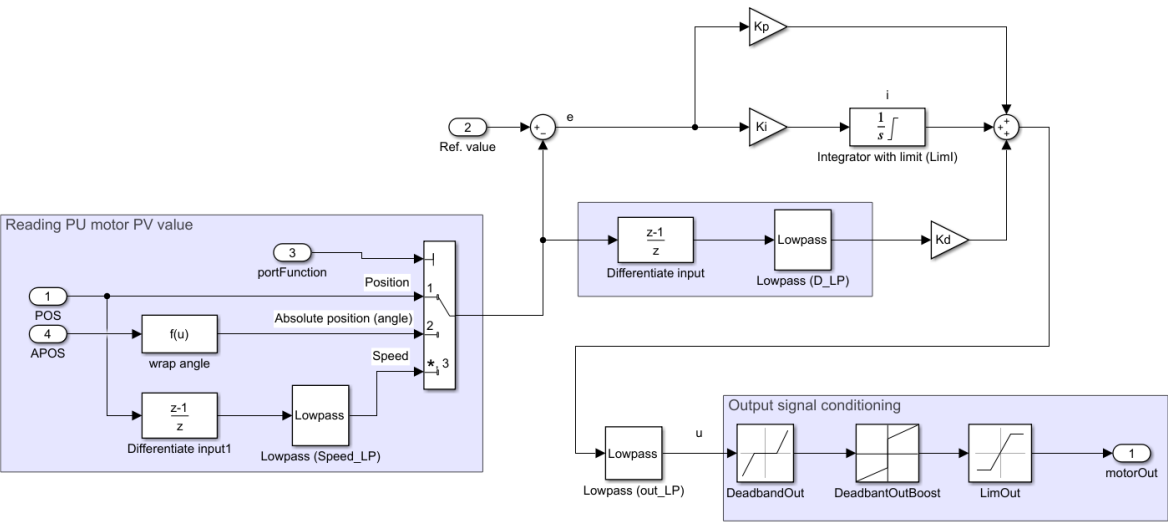 Kp
2
Ref. value
+
−
e
Ki
i
1
s
Integrator with limit (LimI)
+
+
+
Reading PU motor PV value
3
portFunction
1
POS
Position
1
4
APOS
f(u)
wrap angle
Absolute position (angle)
2
Speed
*, 3
z-1
z
Differentiate input1
Lowpass
Lowpass (Speed_LP)
z-1
z
Differentiate input
Lowpass
Lowpass (D_LP)
Kd
Output signal conditioning
Lowpass
Lowpass (out_LP)
u
DeadbandOut
DeadbantOutBoost
LimOut
1
motorOut